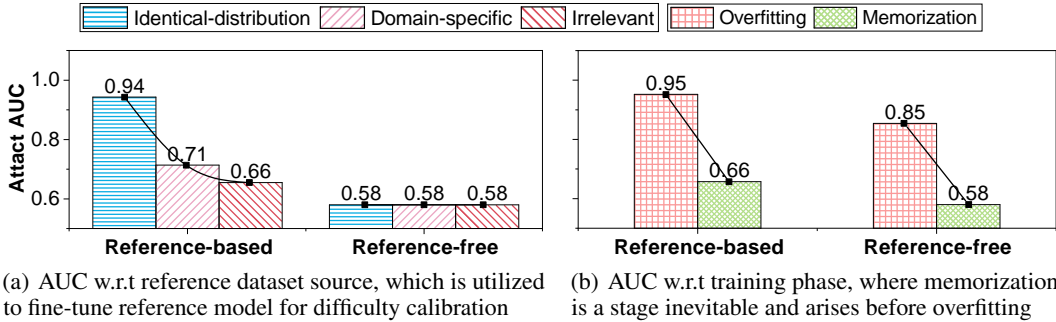 Identical-distribution Domain-specific Irrelevant Overfitting Memorization
Attact AUC
1.0
0.8
0.6
0.94
0.71
0.66
0.58 0.58 0.58
Reference-based Reference-free
0.95
0.66
0.85
0.58
Reference-based Reference-free
(a) AUC w.r.t reference dataset source, which is utilized
to fine-tune reference model for difficulty calibration
(b) AUC w.r.t training phase, where memorization
is a stage inevitable and arises before overfitting